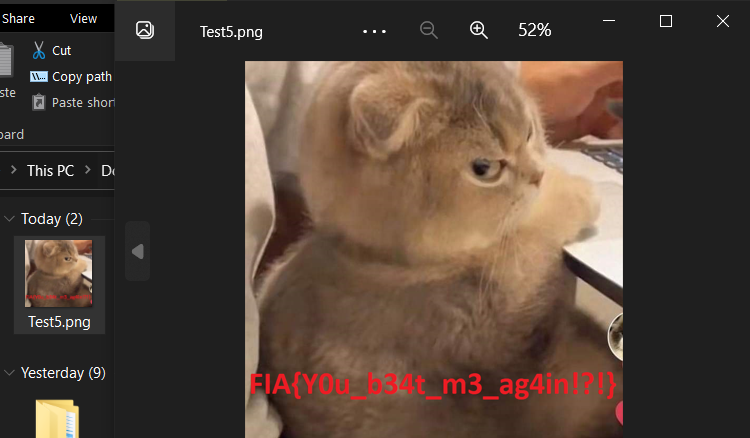 Share View
Test5.png
52%
Cut
Copy path
Paste
This PC
Today (2)
Test5.png
Yesterday (9)
FIA{Y0u_b34t_m3_ag4in!?!}